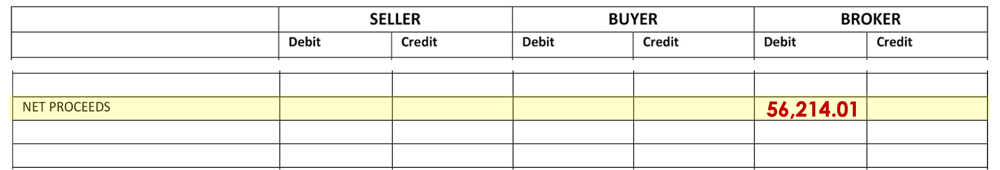 SELLER BUYER BROKER
Debit Credit Debit Credit Debit Credit
NET PROCEEDS 56,214.01